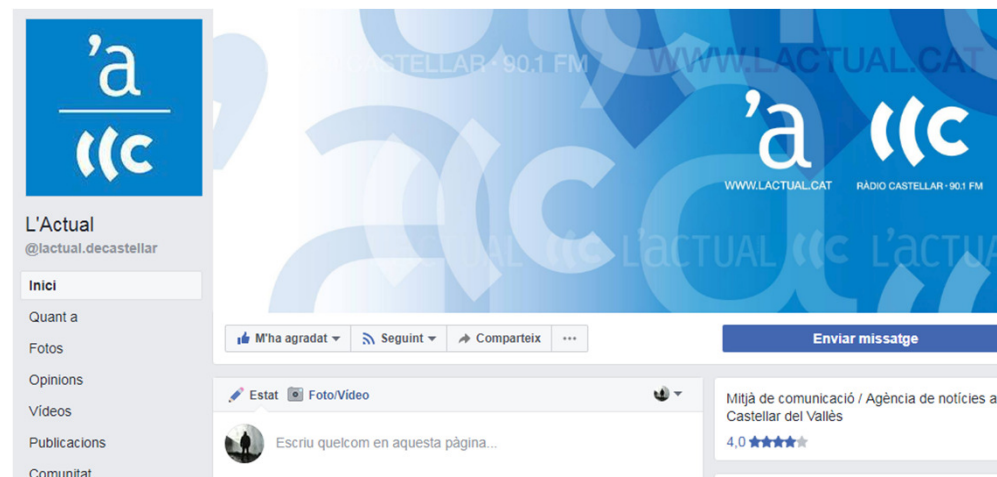 'a
((c
L'Actual
@lactual.decastellar
Inici
Quant a
Fotos
Opinions
Vídeos
Publicacions
Comunitat
CASTELLAR · 90.1 FM
WWW.LACTUAL.CAT
'a ((c
WWW.LACTUAL.CAT RÀDIO CASTELLAR · 90.1 FM
L'aCTUAL ((c L'aCTUA
M'ha agradat Seguint Comparteix ...
Enviar missatge
Estat Foto/Vídeo
Escriu quelcom en aquesta pàgina...
Mitjà de comunicació / Agència de notícies a
Castellar del Vallès
4,0